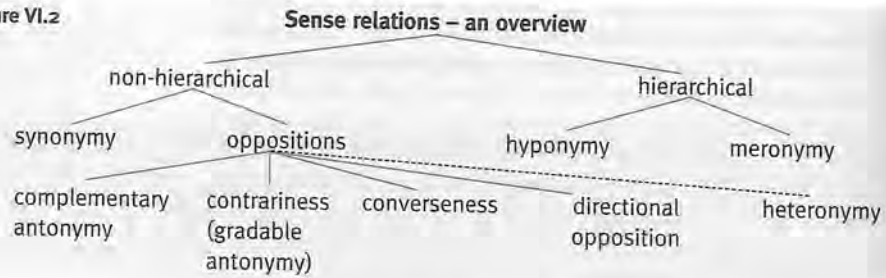 re VI.2
Sense relations – an overview
non-hierarchical hierarchical
synonymy oppositions hyponymy meronymy
complementary contrariness converseness directional heteronymy
antonymy (gradable opposition
antonymy)